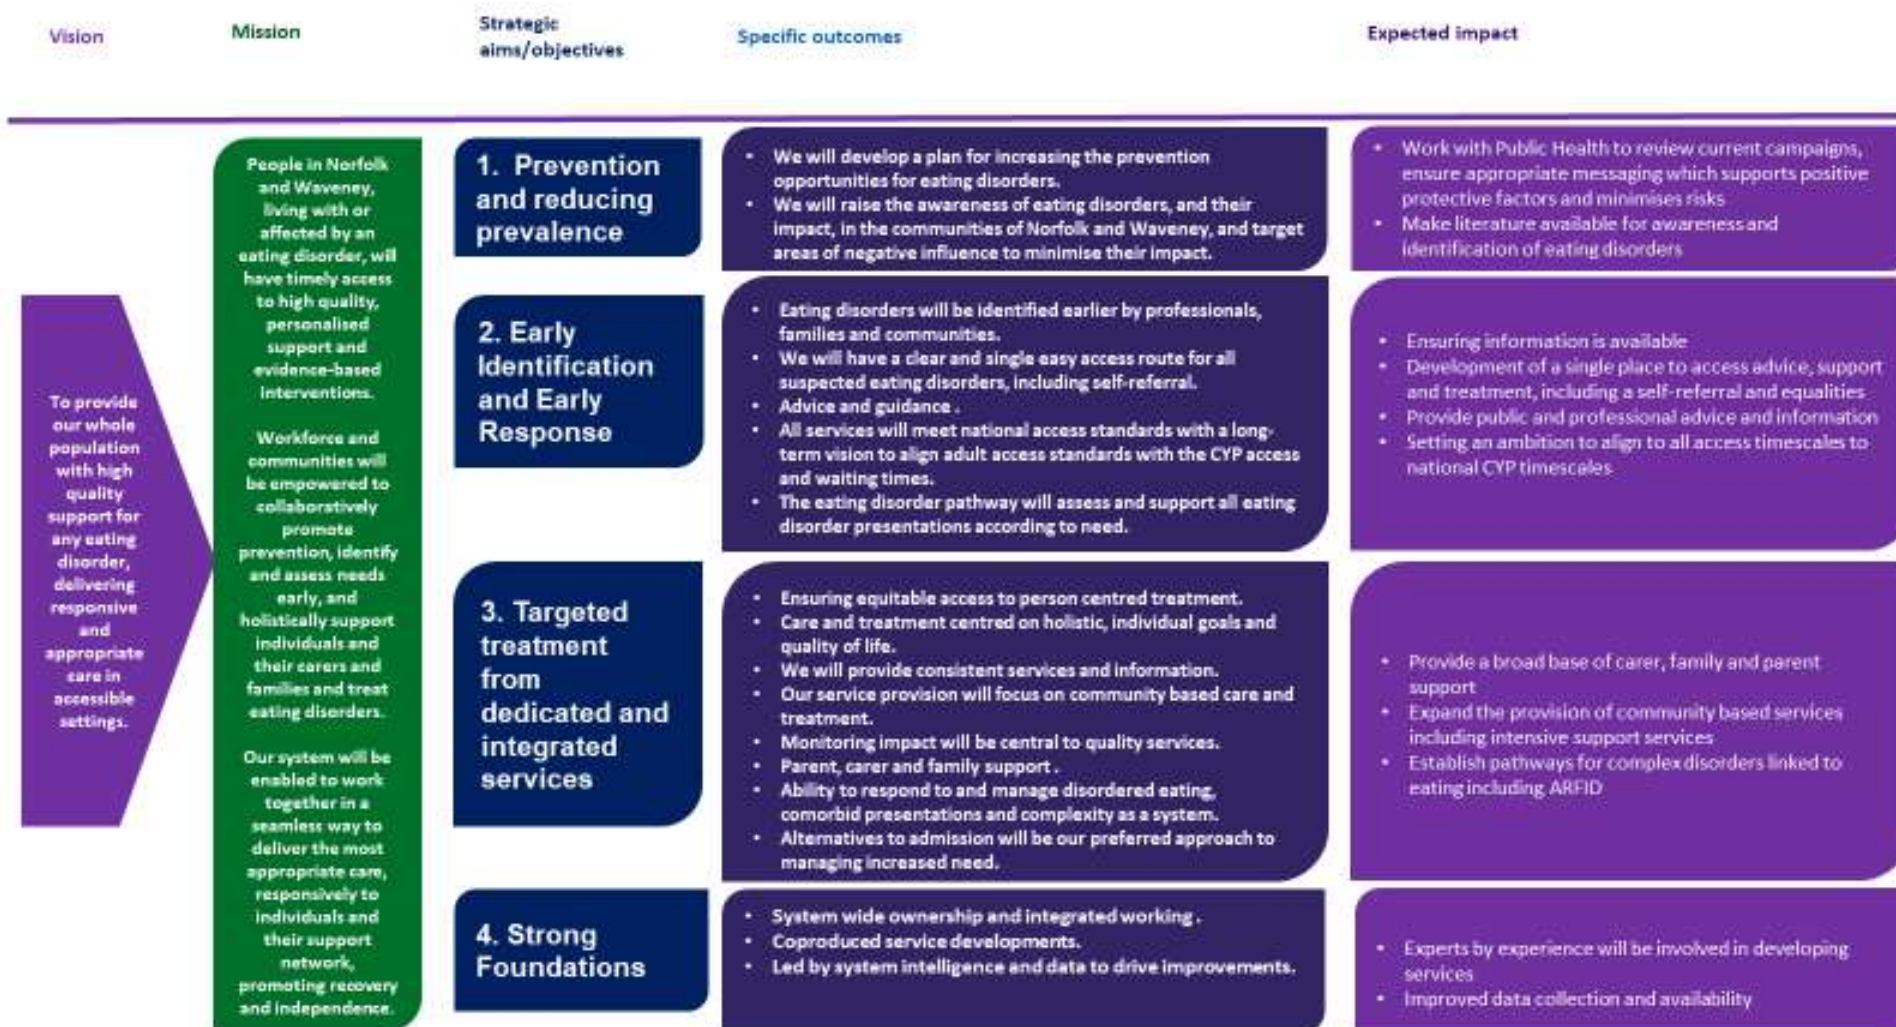 Vision
Mission
Strategic
aims/objectives
Specific outcomes
Expected impact
To provide
our whole
population
with high
quality
support for
any eating
disorder,
delivering
responsive
and
appropriate
care in
accessible
settings.
People in Norfolk
and Waveney,
living with or
affected by an
eating disorder, will
have timely access
to high quality,
personalised
support and
evidence-based
interventions.
Workforce and
communities will
be empowered to
collaboratively
promote
prevention, identify
and assess needs
early, and
holistically support
individuals and
their carers and
families and treat
eating disorders.
Our system will be
enabled to work
together in a
seamless way to
deliver the most
appropriate care,
responsively to
individuals and
their support
network,
promoting recovery
and independence.
1. Prevention
and reducing
prevalence
• We will develop a plan for increasing the prevention
opportunities for eating disorders.
• We will raise the awareness of eating disorders, and their
impact, in the communities of Norfolk and Waveney, and target
areas of negative influence to minimise their impact.
• Work with Public Health to review current campaigns,
ensure appropriate messaging which supports positive
protective factors and minimises risks
• Make literature available for awareness and
identification of eating disorders
2. Early
Identification
and Early
Response
• Eating disorders will be identified earlier by professionals,
families and communities.
• We will have a clear and single easy access route for all
suspected eating disorders, including self-referral.
• Advice and guidance .
• All services will meet national access standards with a long-
term vision to align adult access standards with the CYP access
and waiting times.
• The eating disorder pathway will assess and support all eating
disorder presentations according to need.
• Ensuring information is available
• Development of a single place to access advice, support
and treatment, including a self-referral and equalities
• Provide public and professional advice and information
• Setting an ambition to align to all access timescales to
national CYP timescales
3. Targeted
treatment
from
dedicated and
integrated
services
• Ensuring equitable access to person centred treatment.
• Care and treatment centred on holistic, individual goals and
quality of life.
• We will provide consistent services and information.
• Our service provision will focus on community based care and
treatment.
• Monitoring impact will be central to quality services.
• Parent, carer and family support .
• Ability to respond to and manage disordered eating,
comorbid presentations and complexity as a system.
• Alternatives to admission will be our preferred approach to
managing increased need.
• Provide a broad base of carer, family and parent
support
• Expand the provision of community based services
including intensive support services
• Establish pathways for complex disorders linked to
eating including ARFID
4. Strong
Foundations
• System wide ownership and integrated working .
• Coproduced service developments.
• Led by system intelligence and data to drive improvements.
• Experts by experience will be involved in developing
services
• Improved data collection and availability